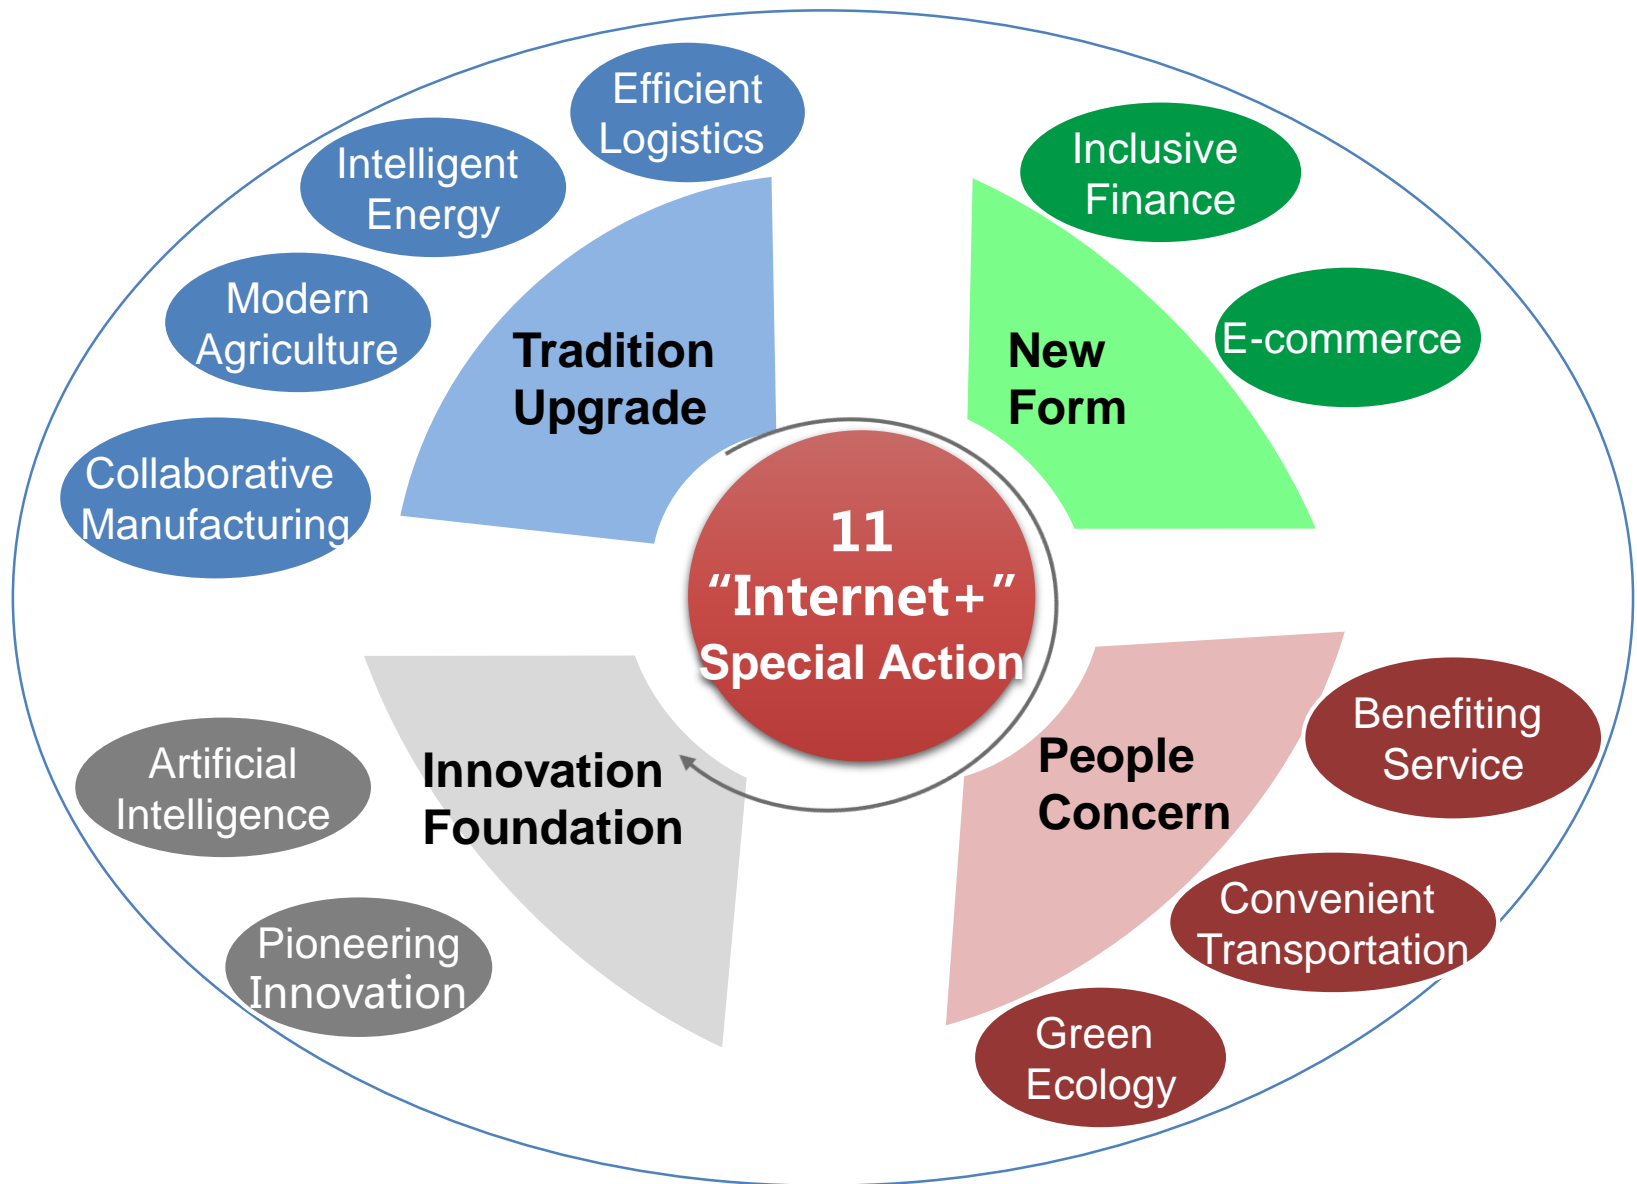 Efficient
Logistics
Intelligent
Energy
Modern
Agriculture
Collaborative
Manufacturing
Tradition
Upgrade
Inclusive
Finance
E-commerce
New
Form
11
“Internet+”
Special Action
Artificial
Intelligence
Pioneering
Innovation
Innovation
Foundation
People
Concern
Benefiting
Service
Convenient
Transportation
Green
Ecology